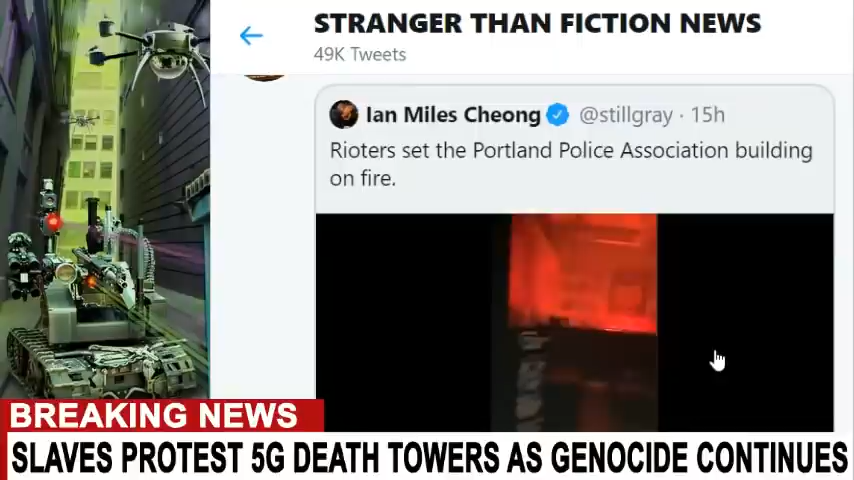 STRANGER THAN FICTION NEWS
49K Tweets
Ian Miles Cheong @stillgray · 15h
Rioters set the Portland Police Association building
on fire.
BREAKING NEWS
SLAVES PROTEST 5G DEATH TOWERS AS GENOCIDE CONTINUES